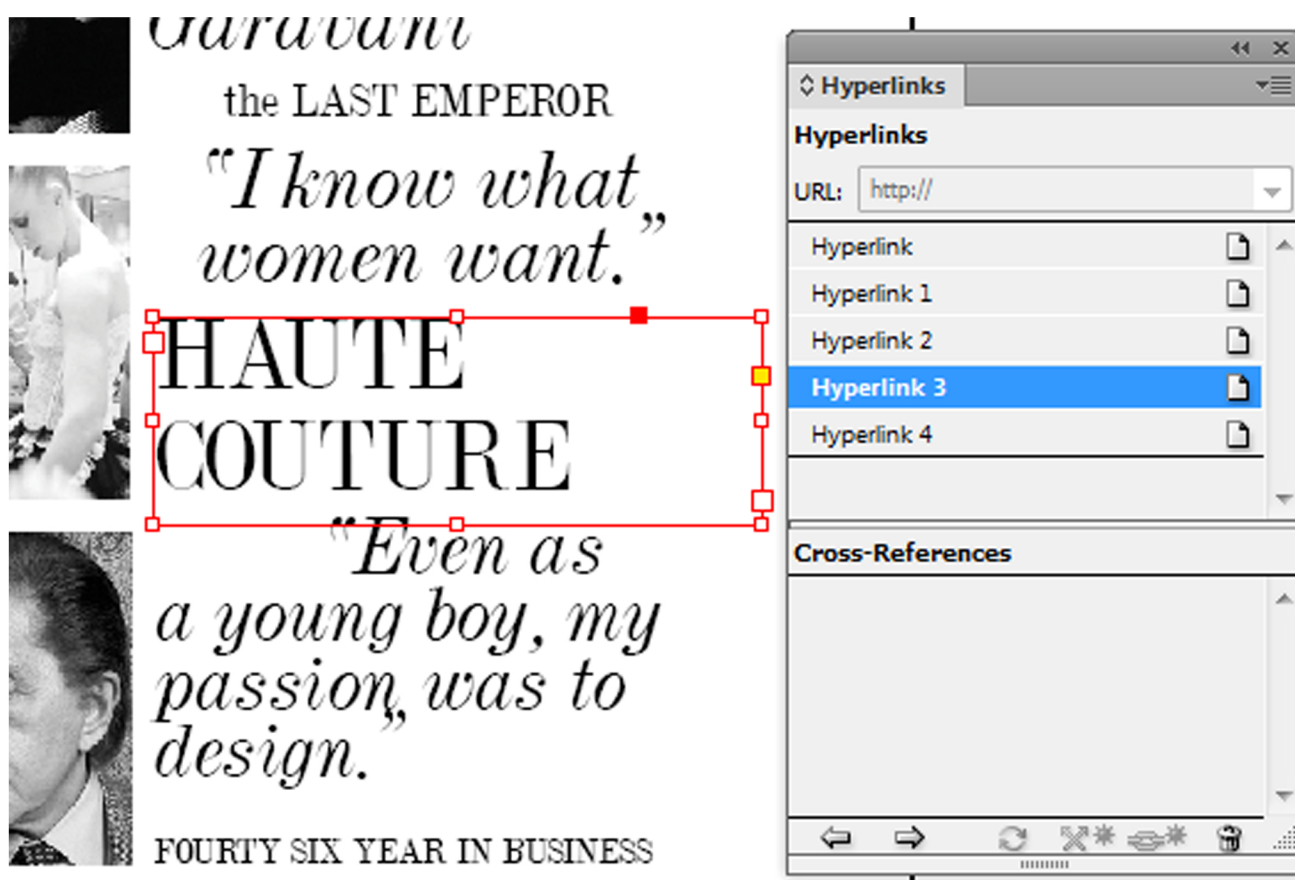 Garavani
the LAST EMPEROR
“I know what
women want.”
HAUTE
COUTURE
“Even as
a young boy, my
passion was to
design.”
FOURTY SIX YEAR IN BUSINESS
Hyperlinks
Hyperlinks
URL: http://
Hyperlink
Hyperlink 1
Hyperlink 2
Hyperlink 3
Hyperlink 4
Cross-References